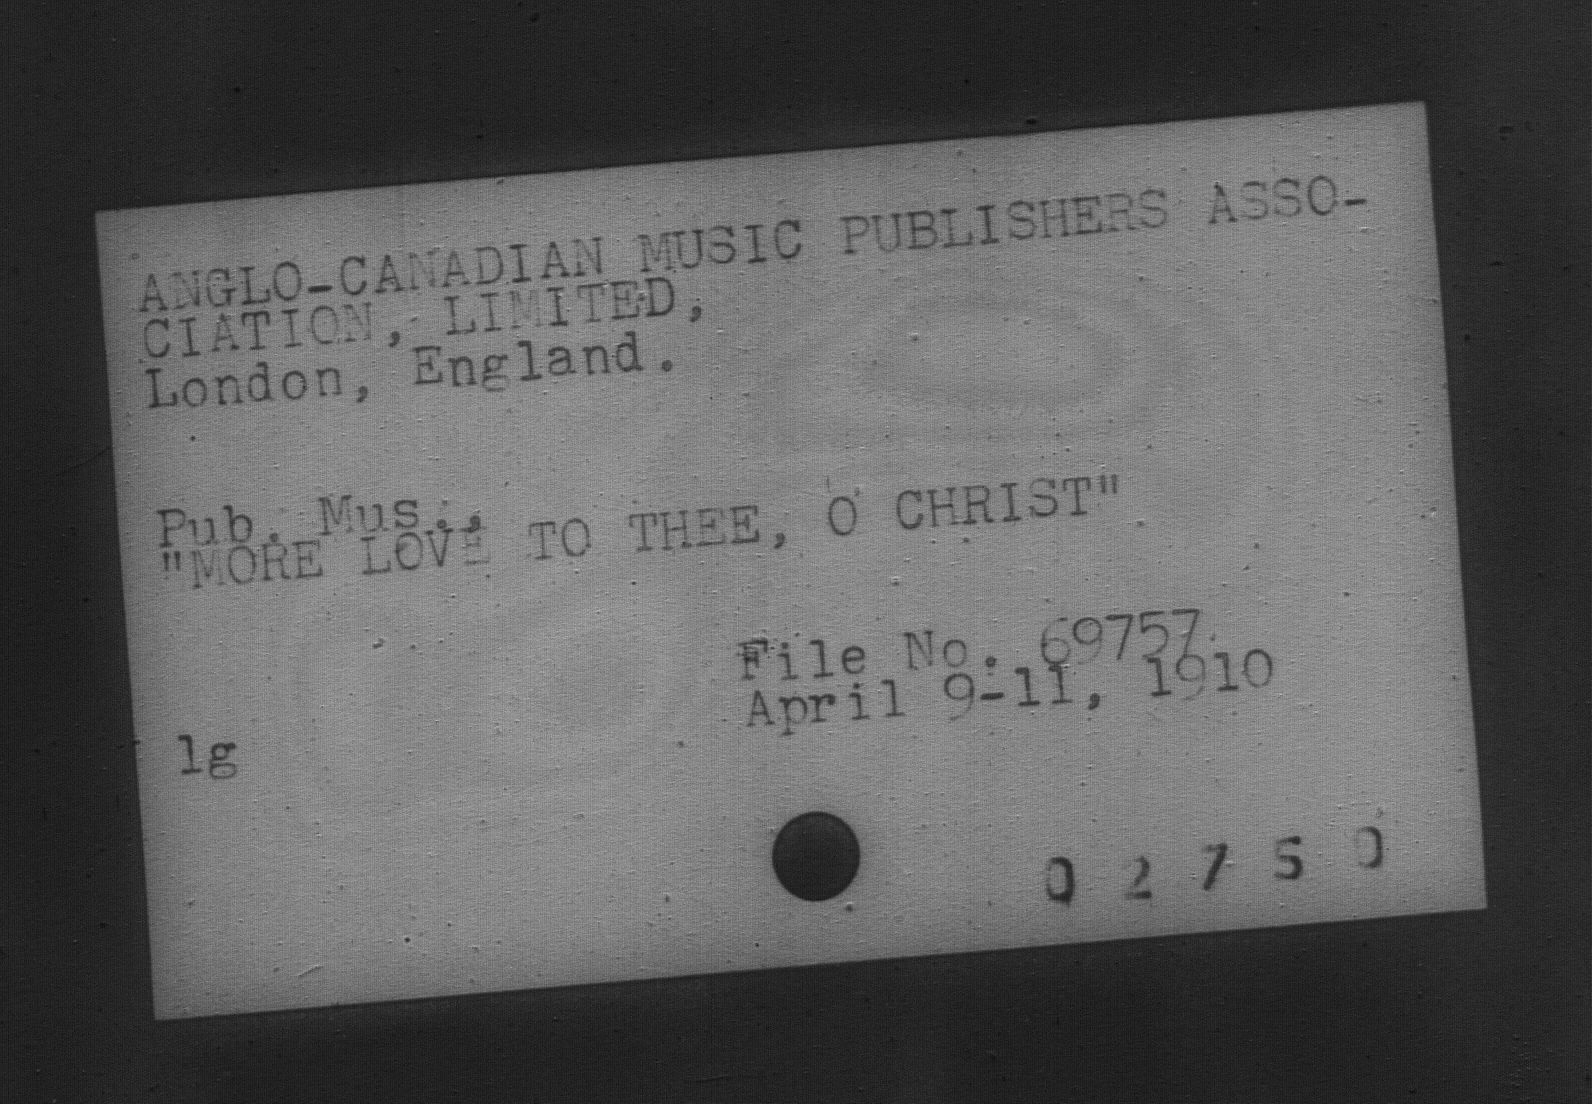 ANGLO-CANADIAN MUSIC PUBLISHERS ASSO-
CIATION, LIMITED,
London, England.
Pub. Mus.,
"MORE LOVE TO THEE, O CHRIST"
File No. 69757.
April 9-11, 1910
lg
0 2 7 5 0